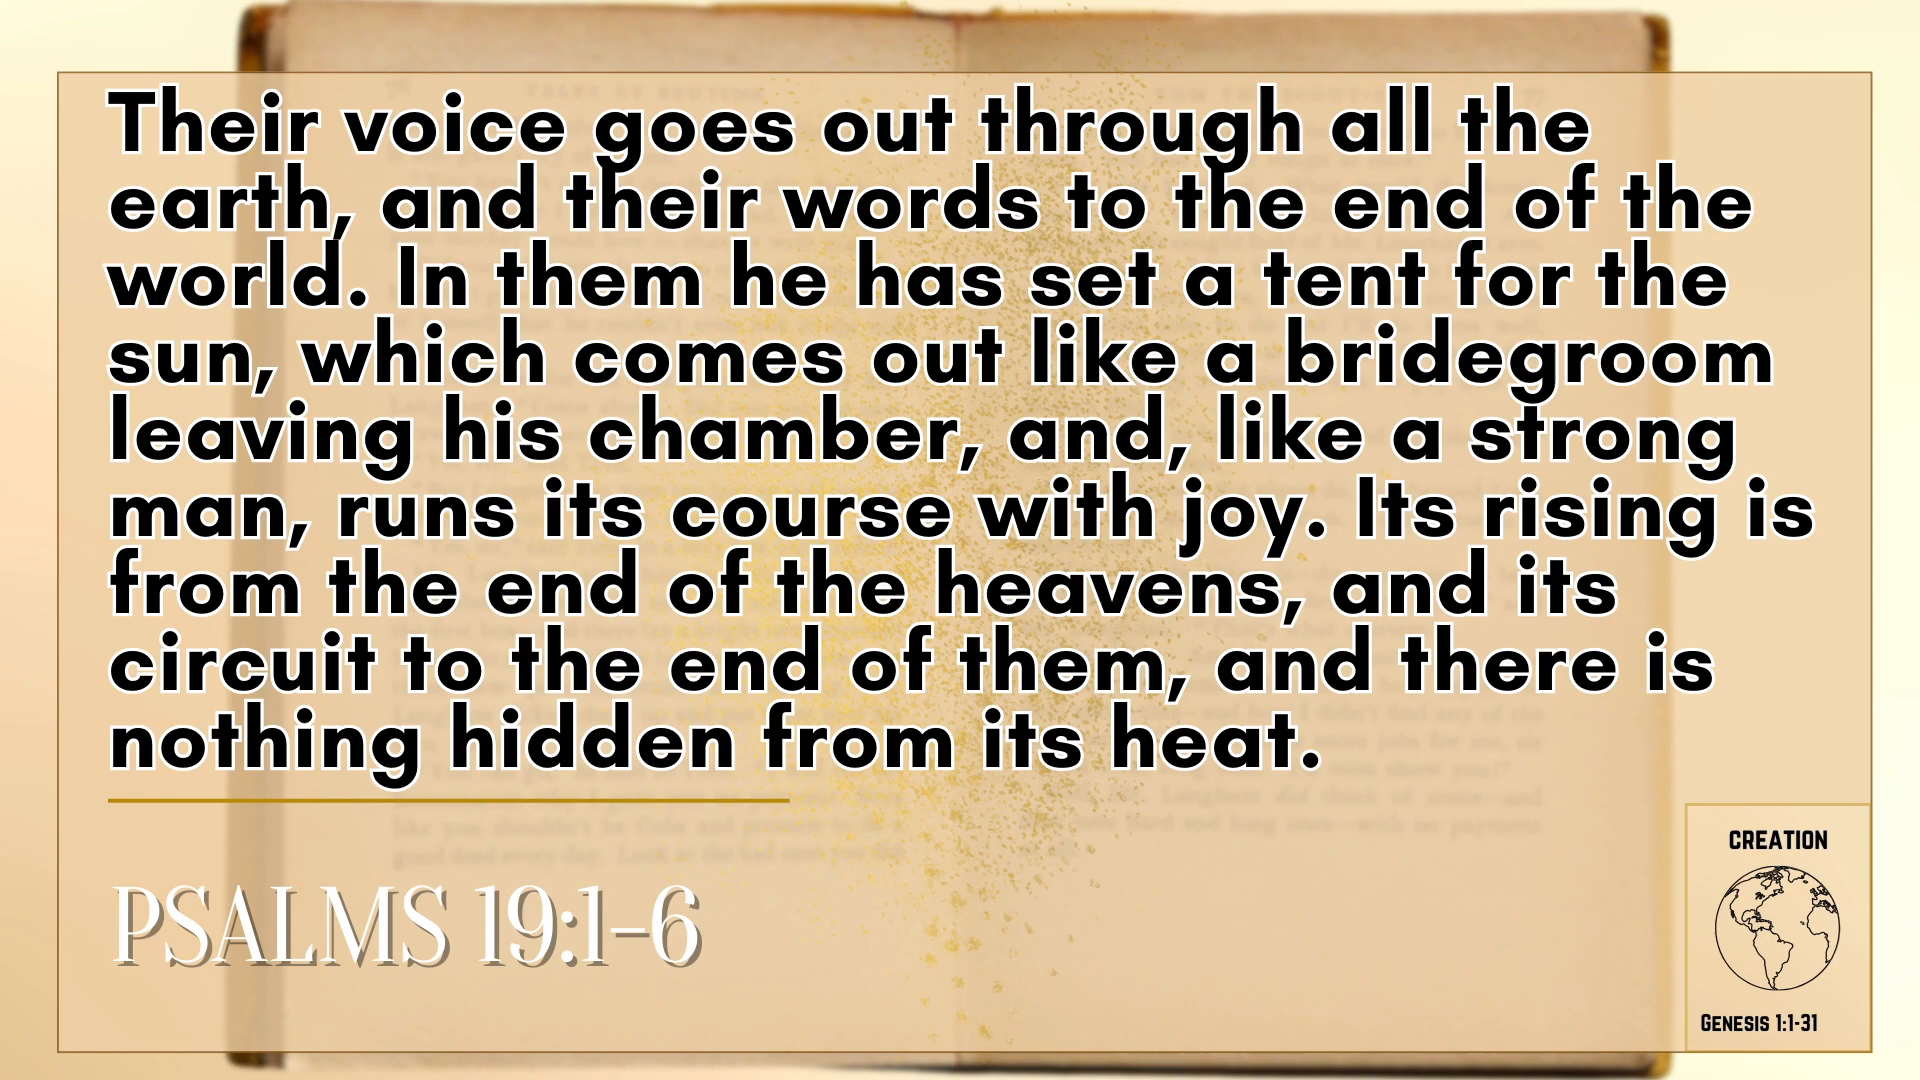 Their voice goes out through all the
earth, and their words to the end of the
world. In them he has set a tent for the
sun, which comes out like a bridegroom
leaving his chamber, and, like a strong
man, runs its course with joy. Its rising is
from the end of the heavens, and its
circuit to the end of them, and there is
nothing hidden from its heat.
PSALMS 19:1-6
CREATION
GENESIS 1:1-31